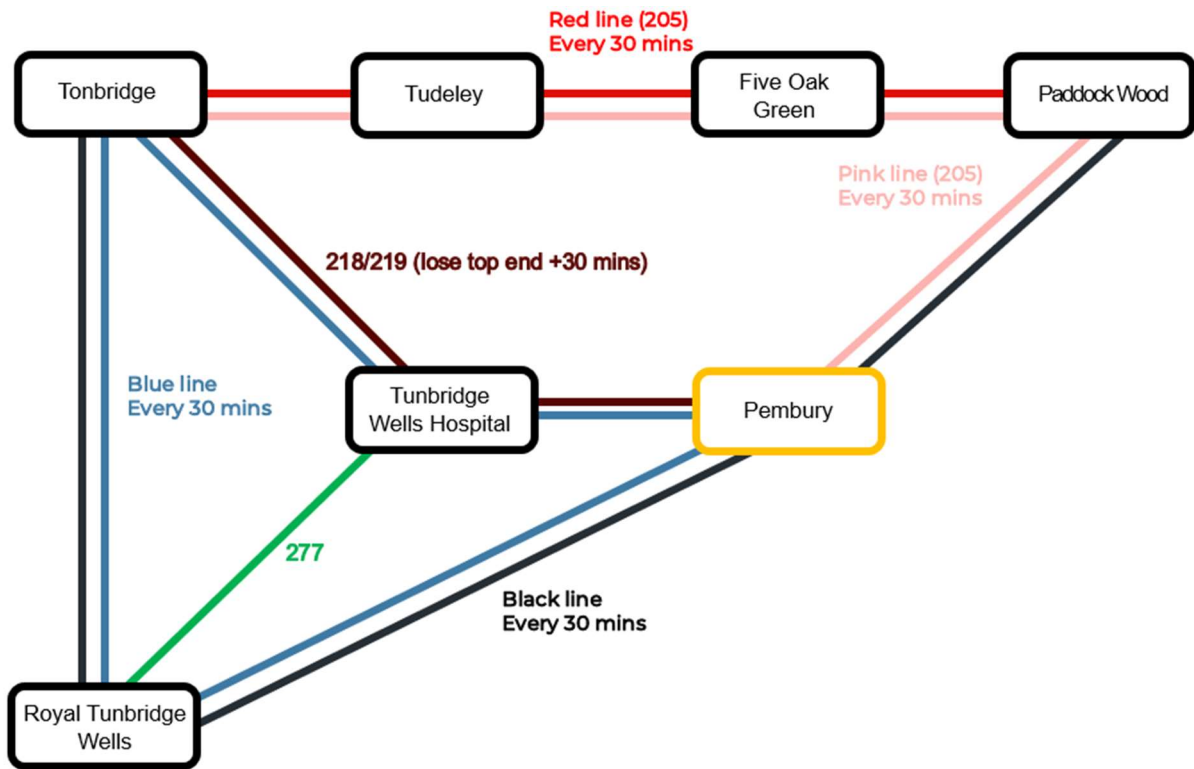 Red line (205)
Every 30 mins
Tonbridge
Tudeley
Five Oak
Green
Paddock Wood
Pink line (205)
Every 30 mins
218/219 (lose top end +30 mins)
Blue line
Every 30 mins
Tunbridge
Wells Hospital
Pembury
277
Black line
Every 30 mins
Royal Tunbridge
Wells